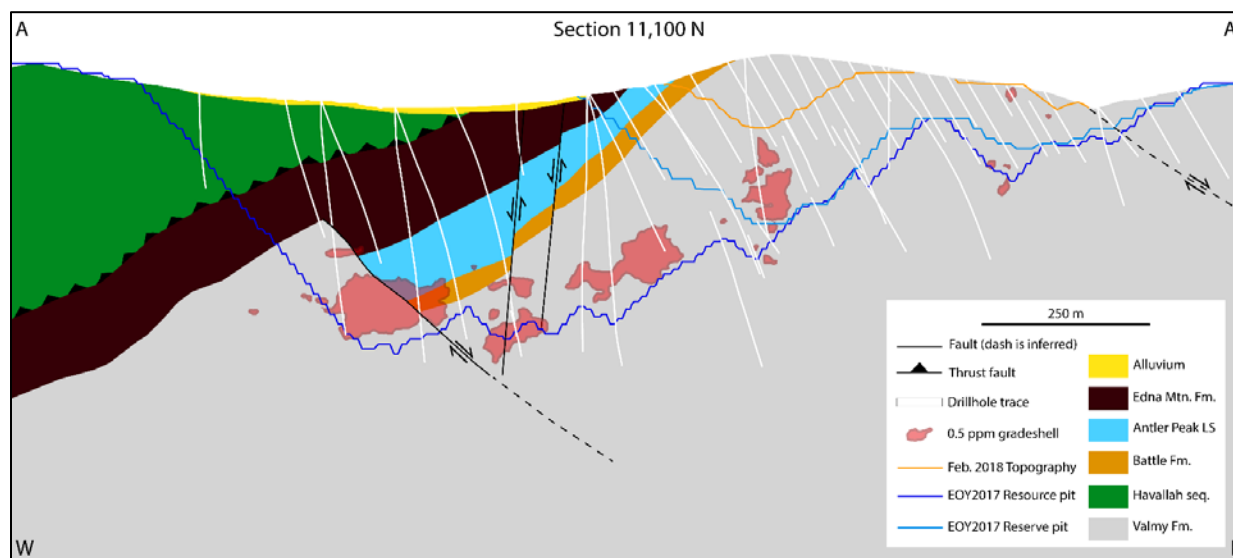 A
Section 11,100 N
A
250 m
Fault (dash is inferred)
Thrust fault
Drillhole trace
0.5 ppm gradeshell
Feb. 2018 Topography
EOY2017 Resource pit
EOY2017 Reserve pit
Alluvium
Edna Mtn. Fm.
Antler Peak LS
Battle Fm.
Havallah seq.
Valmy Fm.
W